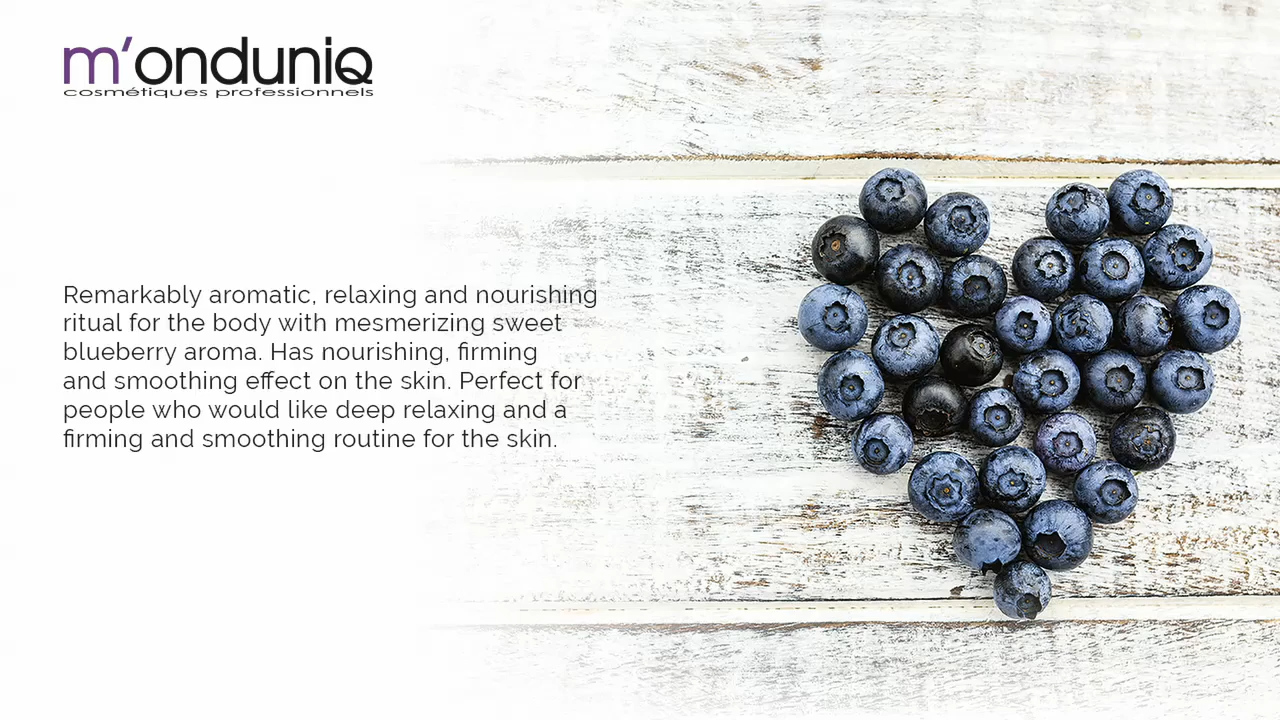 m'onduniq
cosmétiques professionnels
Remarkably aromatic, relaxing and nourishing
ritual for the body with mesmerizing sweet
blueberry aroma. Has nourishing, firming
and smoothing effect on the skin. Perfect for
people who would like deep relaxing and a
firming and smoothing routine for the skin.